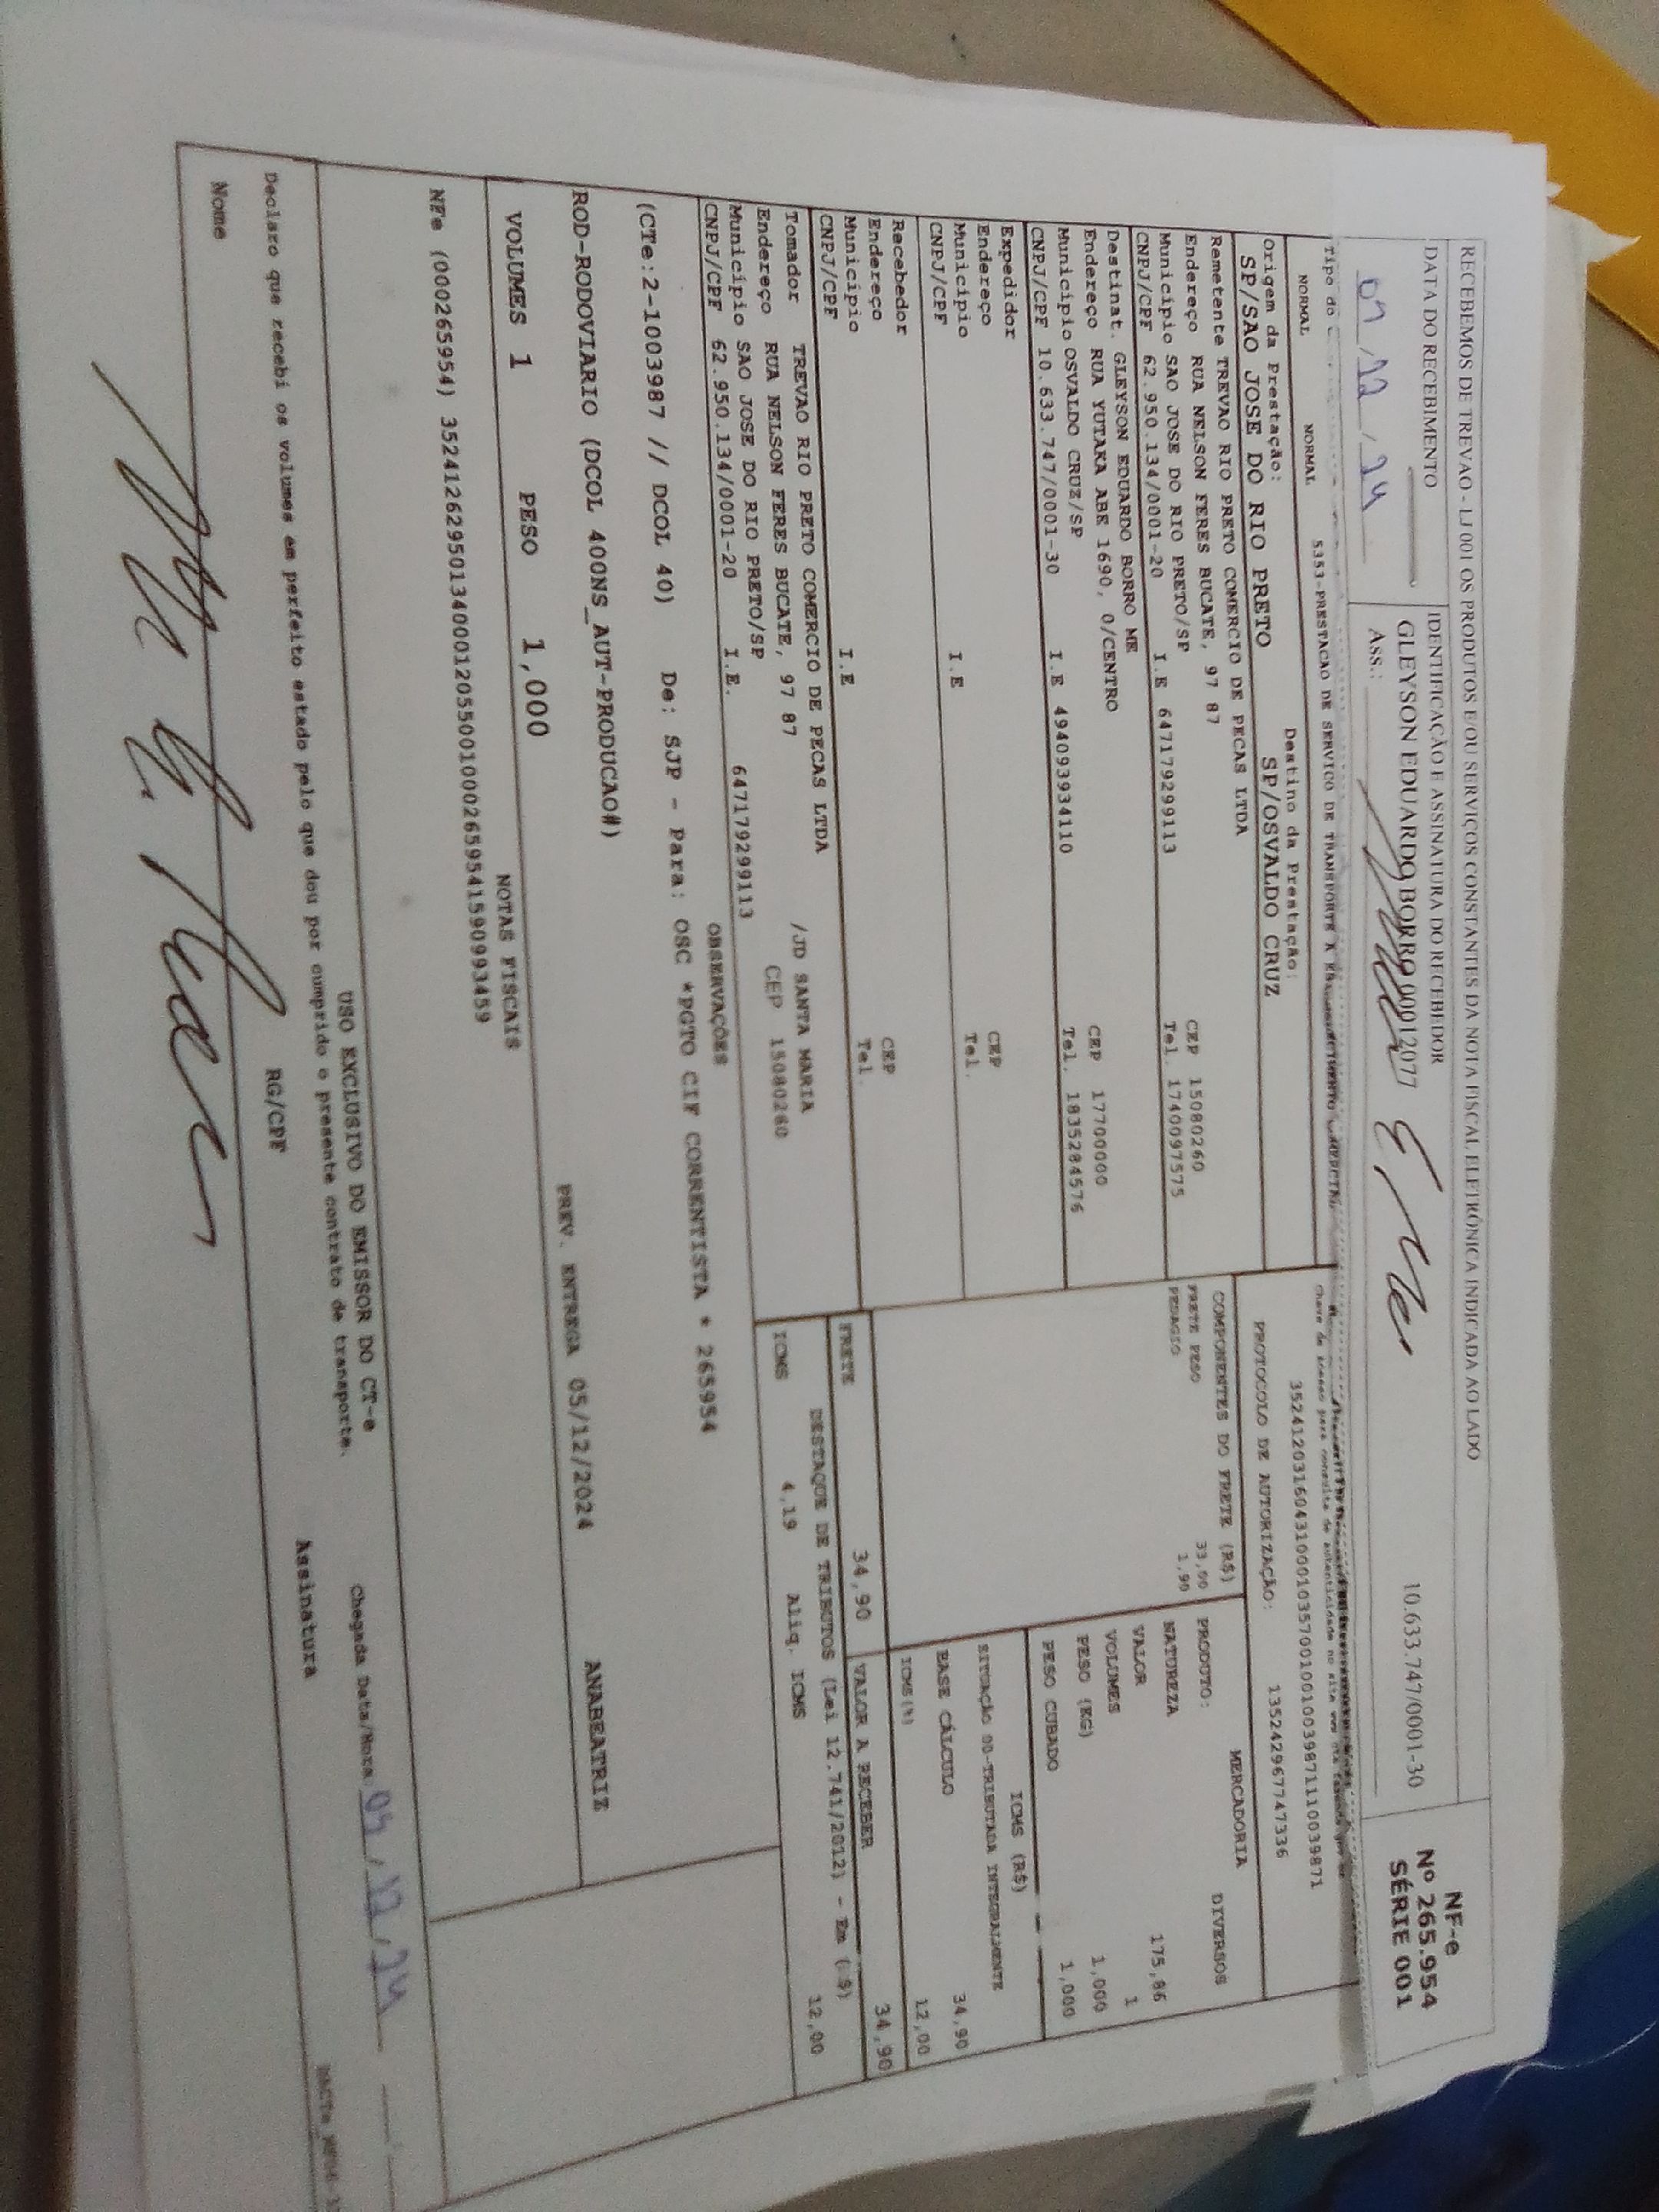 RECEBEMOS DE TREVAO - LJ 001 OS PRODUTOS E/OU SERVIÇOS CONSTANTES DA NOTA FISCAL ELETRÔNICA INDICADA AO LADO
DATA DO RECEBIMENTO
IDENTIFICAÇÃO E ASSINATURA DO RECEBEDOR
GLEYSON EDUARDO BORRO 00012077
10.633.747/0001-30
ASS.:
/12/24
NF-e
Nº 265.954
SÉRIE 001
Tipo do
NORMAL NORMAL 5353-PRESTACAO DE SERVICO DE TRANSPORTE A
Chave de acesso para consulta de autenticidade no site
35241203160431000103570010010039871110039871
Origem da Prestação:
SP/SAO JOSE DO RIO PRETO
Destino da Prestação:
SP/OSVALDO CRUZ
PROTOCOLO DE AUTORIZAÇÃO: 135242967747336
Remetente TREVAO RIO PRETO COMERCIO DE PECAS LTDA
Endereço RUA NELSON FERES BUCATE, 97 87
CEP 15080260
Município SAO JOSE DO RIO PRETO/SP
Tel. 1740097575
CNPJ/CPF 62.950.134/0001-20 I.E 647179299113
Destinat. GLEYSON EDUARDO BORRO ME
Endereço RUA YUTAKA ABE 1690, 0/CENTRO
CEP 17700000
Município OSVALDO CRUZ/SP
Tel. 1835284576
CNPJ/CPF 10.633.747/0001-30 I.E 494093934110
Expedidor
Endereço
CEP
Município
Tel.
CNPJ/CPF I.E
Recebedor
Endereço
CEP
Município
Tel.
CNPJ/CPF I.E
Tomador TREVAO RIO PRETO COMERCIO DE PECAS LTDA
Endereço RUA NELSON FERES BUCATE, 97 87 /JD SANTA MARIA
Município SAO JOSE DO RIO PRETO/SP CEP 15080260
CNPJ/CPF 62.950.134/0001-20 I.E. 647179299113
COMPONENTES DO FRETE (R$)
FRETE PESO 33,00
PEDAGIO 1,90
MERCADORIA
PRODUTO: DIVERSOS
NATUREZA
VALOR 175,86
VOLUMES 1
PESO (KG) 1,000
PESO CUBADO 1,000
ICMS (R$)
SITUAÇÃO 00-TRIBUTADA INTEGRALMENTE
BASE CÁLCULO 34,90
ICMS(%) 12,00
FRETE 34,90
VALOR A RECEBER 34,90
DESTAQUE DE TRIBUTOS (Lei 12.741/2012) - Em (R$)
ICMS 4,19 Aliq. ICMS 12,00
OBSERVAÇÕES
(CTe:2-1003987 // DCOL 40) De: SJP - Para: OSC *PGTO CIF CORRENTISTA * 265954
ROD-RODOVIARIO (DCOL 400NS_AUT-PRODUCAO#)
PREV. ENTREGA 05/12/2024 ANABEATRIZ
VOLUMES 1 PESO 1,000
NOTAS FISCAIS
NFe (000265954) 35241262950134000120550010002659541590993459
USO EXCLUSIVO DO EMISSOR DO CT-e
Declaro que recebi os volumes em perfeito estado pelo que dou por cumprido o presente contrato de transporte.
Chegada Data/Hora: /12/24
Nome
RG/CPF
Assinatura